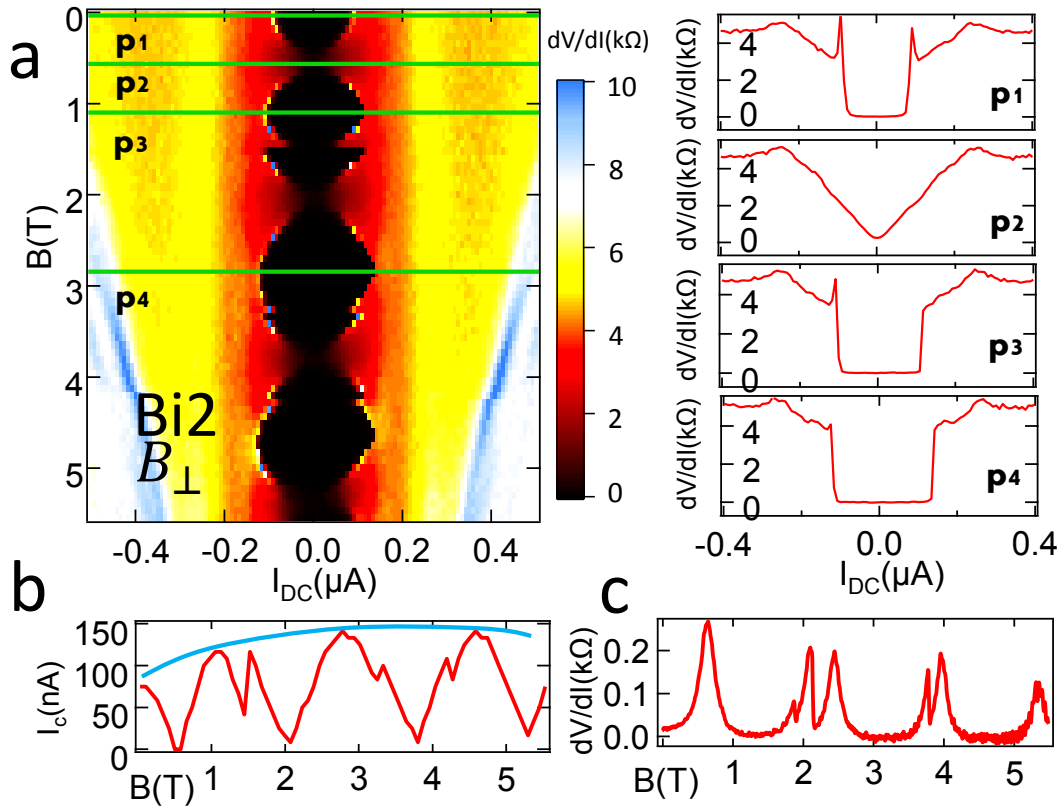 a
0
1
2
3
4
5
B(T)
p1
p2
p3
p4
Bi2
B⊥
-0.4 -0.2 0.0 0.2 0.4
I_DC(µA)
dV/dI(kΩ)
10
8
6
4
2
0
dV/dI(kΩ)
4
2
0
p1
dV/dI(kΩ)
4
2
0
p2
dV/dI(kΩ)
4
2
0
p3
dV/dI(kΩ)
4
2
0
p4
-0.4 0.0 0.4
I_DC(µA)
b
I_c(nA)
150
100
50
0
B(T) 1 2 3 4 5
c
dV/dI(kΩ)
0.2
0.1
0.0
B(T) 1 2 3 4 5